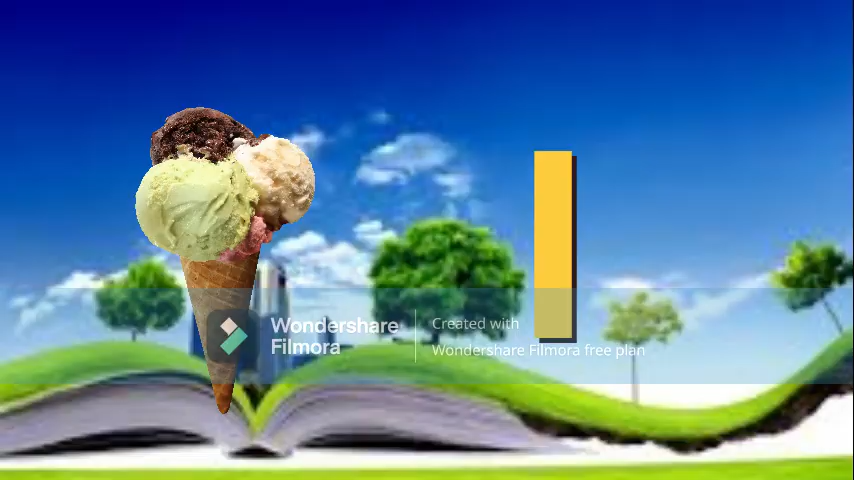 I
Wondershare
Filmora
Created with
Wondershare Filmora free plan